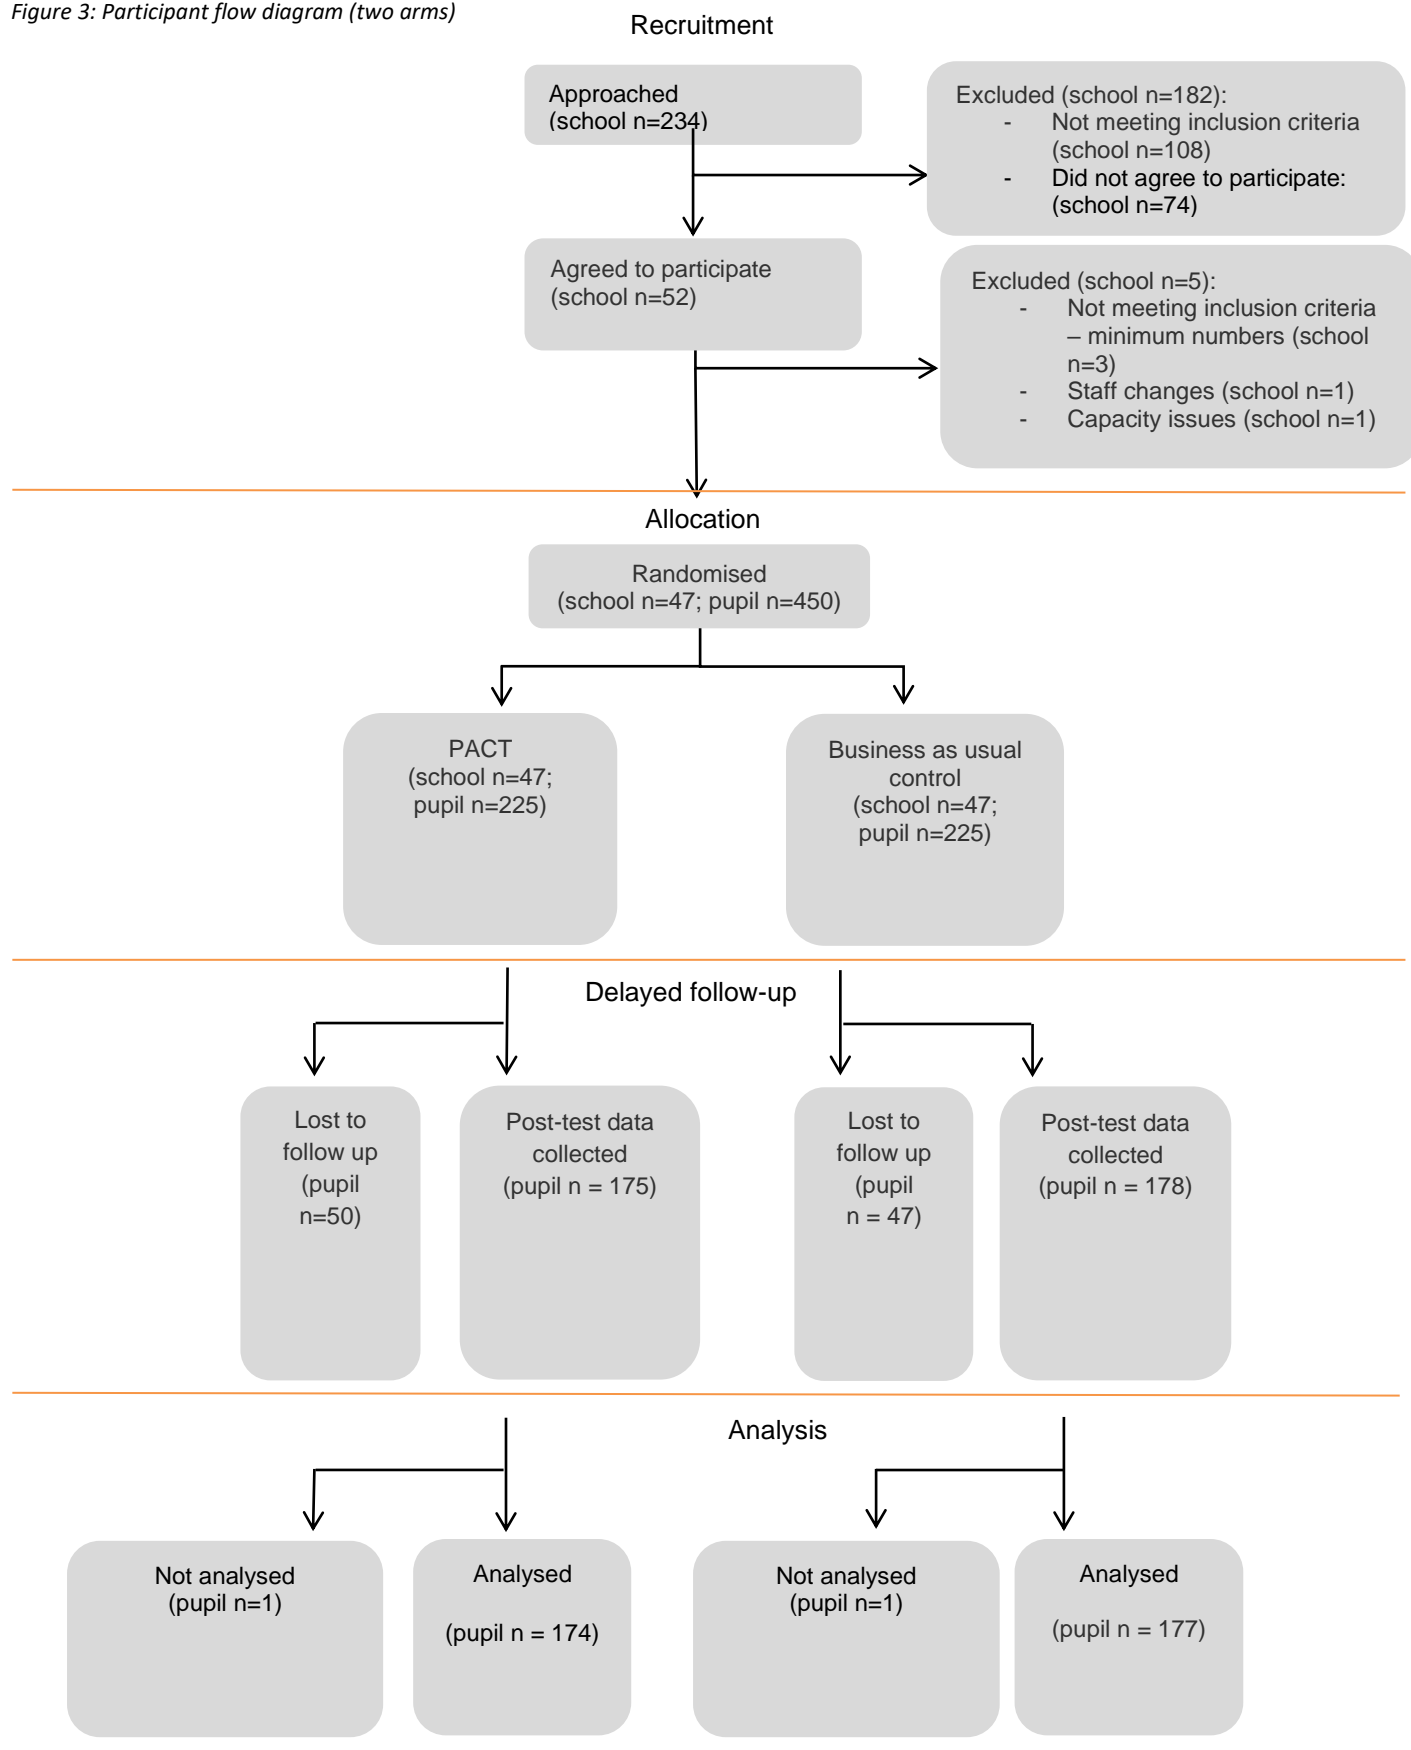 Figure 3: Participant flow diagram (two arms)
Recruitment
Approached
(school n=234)
Excluded (school n=182):
- Not meeting inclusion criteria
(school n=108)
- Did not agree to participate:
(school n=74)
Agreed to participate
(school n=52)
Excluded (school n=5):
- Not meeting inclusion criteria
– minimum numbers (school
n=3)
- Staff changes (school n=1)
- Capacity issues (school n=1)
Allocation
Randomised
(school n=47; pupil n=450)
PACT
(school n=47;
pupil n=225)
Business as usual
control
(school n=47;
pupil n=225)
Delayed follow-up
Lost to
follow up
(pupil
n=50)
Post-test data
collected
(pupil n = 175)
Lost to
follow up
(pupil
n = 47)
Post-test data
collected
(pupil n = 178)
Analysis
Not analysed
(pupil n=1)
Analysed
(pupil n = 174)
Not analysed
(pupil n=1)
Analysed
(pupil n = 177)